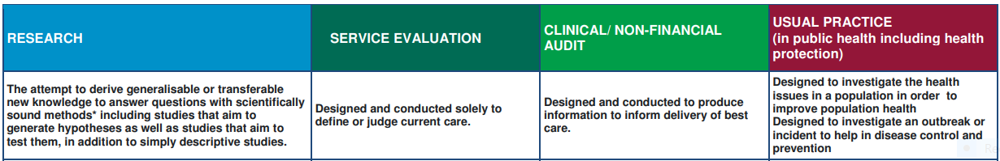 RESEARCH
SERVICE EVALUATION
CLINICAL/ NON-FINANCIAL
AUDIT
USUAL PRACTICE
(in public health including health
protection)
The attempt to derive generalisable or transferable
new knowledge to answer questions with scientifically
sound methods* including studies that aim to
generate hypotheses as well as studies that aim to
test them, in addition to simply descriptive studies.
Designed and conducted solely to
define or judge current care.
Designed and conducted to produce
information to inform delivery of best
care.
Designed to investigate the health
issues in a population in order to
improve population health
Designed to investigate an outbreak or
incident to help in disease control and
prevention